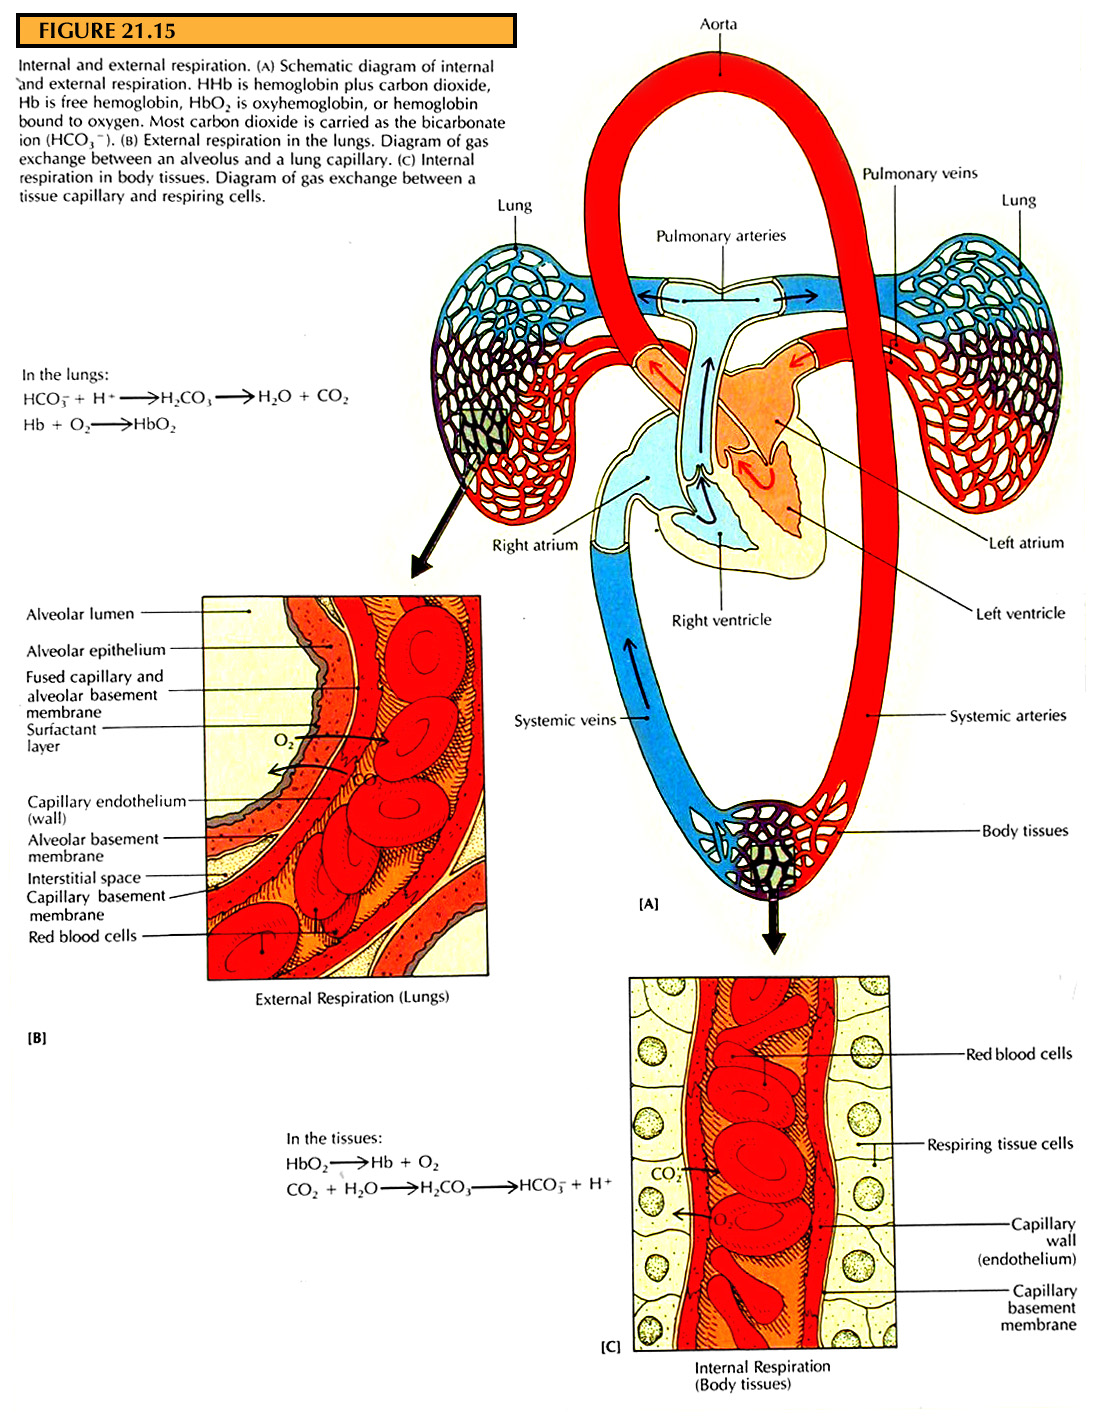 FIGURE 21.15
Internal and external respiration. (A) Schematic diagram of internal
and external respiration. HHb is hemoglobin plus carbon dioxide,
Hb is free hemoglobin, HbO₂ is oxyhemoglobin, or hemoglobin
bound to oxygen. Most carbon dioxide is carried as the bicarbonate
ion (HCO₃⁻). (B) External respiration in the lungs. Diagram of gas
exchange between an alveolus and a lung capillary. (C) Internal
respiration in body tissues. Diagram of gas exchange between a
tissue capillary and respiring cells.
Aorta
Pulmonary veins
Lung
Lung
Pulmonary arteries
In the lungs:
HCO₃⁻ + H⁺ → H₂CO₃ → H₂O + CO₂
Hb + O₂ → HbO₂
Right atrium
Left atrium
Right ventricle
Left ventricle
Systemic veins
Systemic arteries
Body tissues
[A]
Alveolar lumen
Alveolar epithelium
Fused capillary and
alveolar basement
membrane
Surfactant
layer
O₂
Capillary endothelium
(wall)
Alveolar basement
membrane
Interstitial space
Capillary basement
membrane
Red blood cells
External Respiration (Lungs)
[B]
In the tissues:
HbO₂ → Hb + O₂
CO₂ + H₂O → H₂CO₃ → HCO₃⁻ + H⁺
Red blood cells
Respiring tissue cells
CO₂
O₂
Capillary
wall
(endothelium)
Capillary
basement
membrane
[C]
Internal Respiration
(Body tissues)